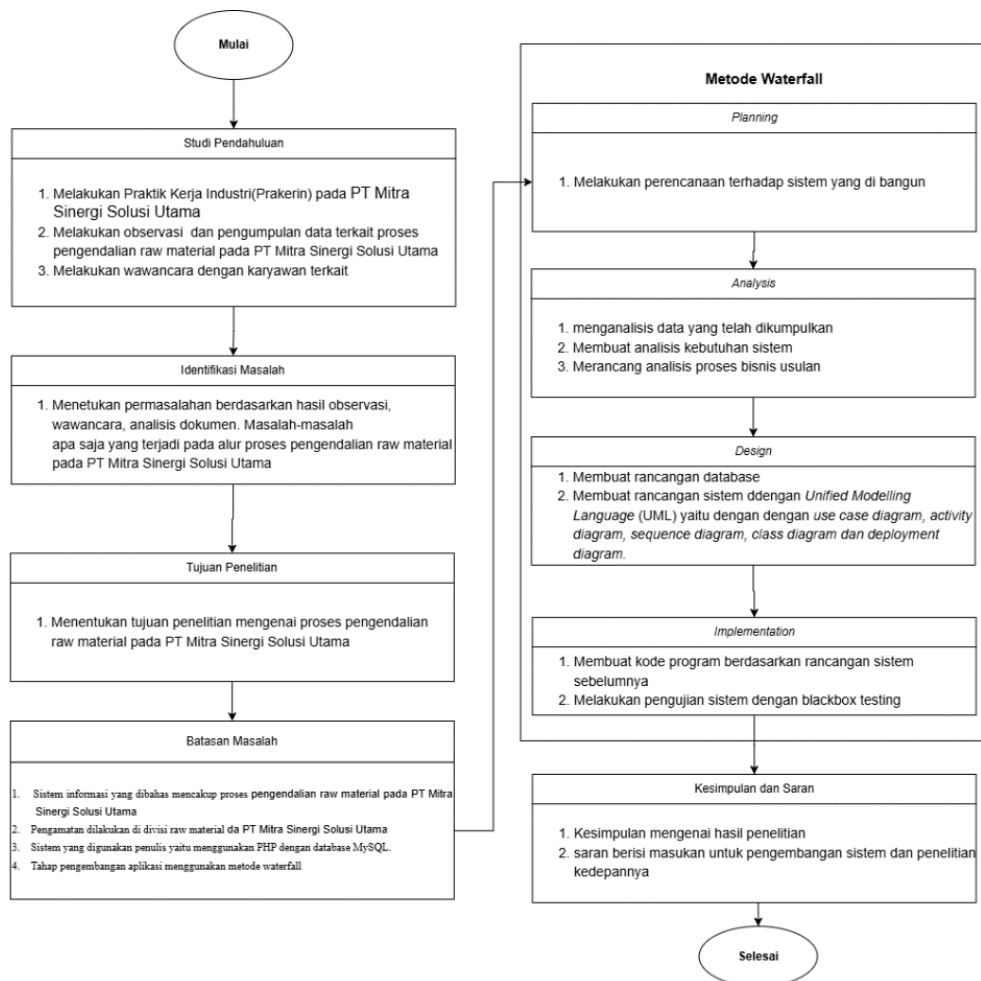 Mulai
Studi Pendahuluan
1. Melakukan Praktik Kerja Industri(Prakerin) pada PT Mitra
Sinergi Solusi Utama
2. Melakukan observasi dan pengumpulan data terkait proses
pengendalian raw material pada PT Mitra Sinergi Solusi Utama
3. Melakukan wawancara dengan karyawan terkait
Identifikasi Masalah
1. Menetukan permasalahan berdasarkan hasil observasi,
wawancara, analisis dokumen. Masalah-masalah
apa saja yang terjadi pada alur proses pengendalian raw material
pada PT Mitra Sinergi Solusi Utama
Tujuan Penelitian
1. Menentukan tujuan penelitian mengenai proses pengendalian
raw material pada PT Mitra Sinergi Solusi Utama
Batasan Masalah
1. Sistem informasi yang dibahas mencakup proses pengendalian raw material pada PT Mitra
Sinergi Solusi Utama
2. Pengamatan dilakukan di divisi raw material da PT Mitra Sinergi Solusi Utama
3. Sistem yang digunakan penulis yaitu menggunakan PHP dengan database MySQL.
4. Tahap pengembangan aplikasi menggunakan metode waterfall
Metode Waterfall
Planning
1. Melakukan perencanaan terhadap sistem yang di bangun
Analysis
1. menganalisis data yang telah dikumpulkan
2. Membuat analisis kebutuhan sistem
3. Merancang analisis proses bisnis usulan
Design
1. Membuat rancangan database
2. Membuat rancangan sistem ddengan Unified Modelling
Language (UML) yaitu dengan dengan use case diagram, activity
diagram, sequence diagram, class diagram dan deployment
diagram.
Implementation
1. Membuat kode program berdasarkan rancangan sistem
sebelumnya
2. Melakukan pengujian sistem dengan blackbox testing
Kesimpulan dan Saran
1. Kesimpulan mengenai hasil penelitian
2. saran berisi masukan untuk pengembangan sistem dan penelitian
kedepannya
Selesai